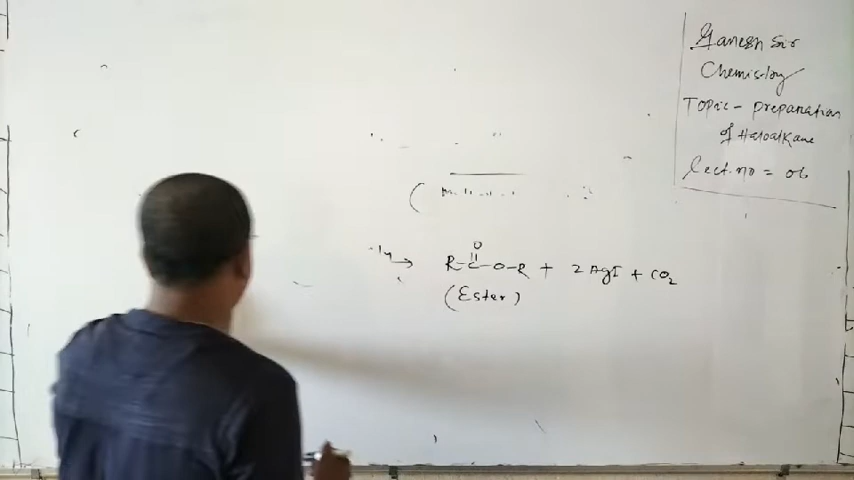 Ganesh Sir
Chemistry
Topic - preparation
of Haloalkane
Lect. no = 06
O
||
→ R-C-O-R + 2AgI + CO2
(Ester)